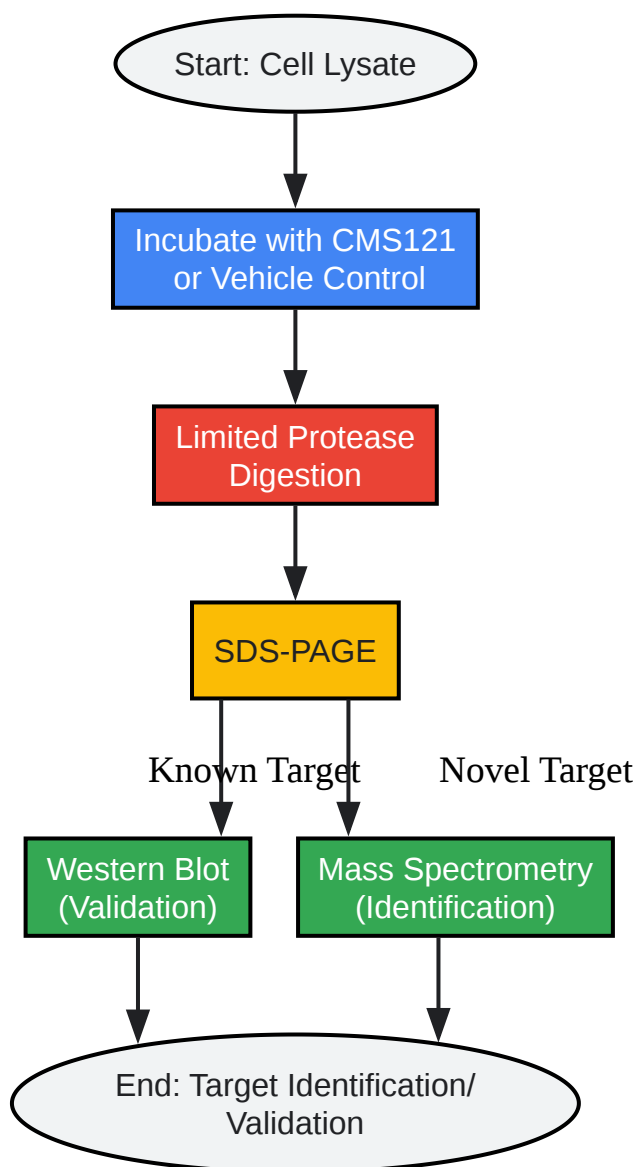 Start: Cell Lysate
Incubate with CMS121
or Vehicle Control
Limited Protease
Digestion
SDS-PAGE
Known Target
Novel Target
Western Blot
(Validation)
Mass Spectrometry
(Identification)
End: Target Identification/
Validation